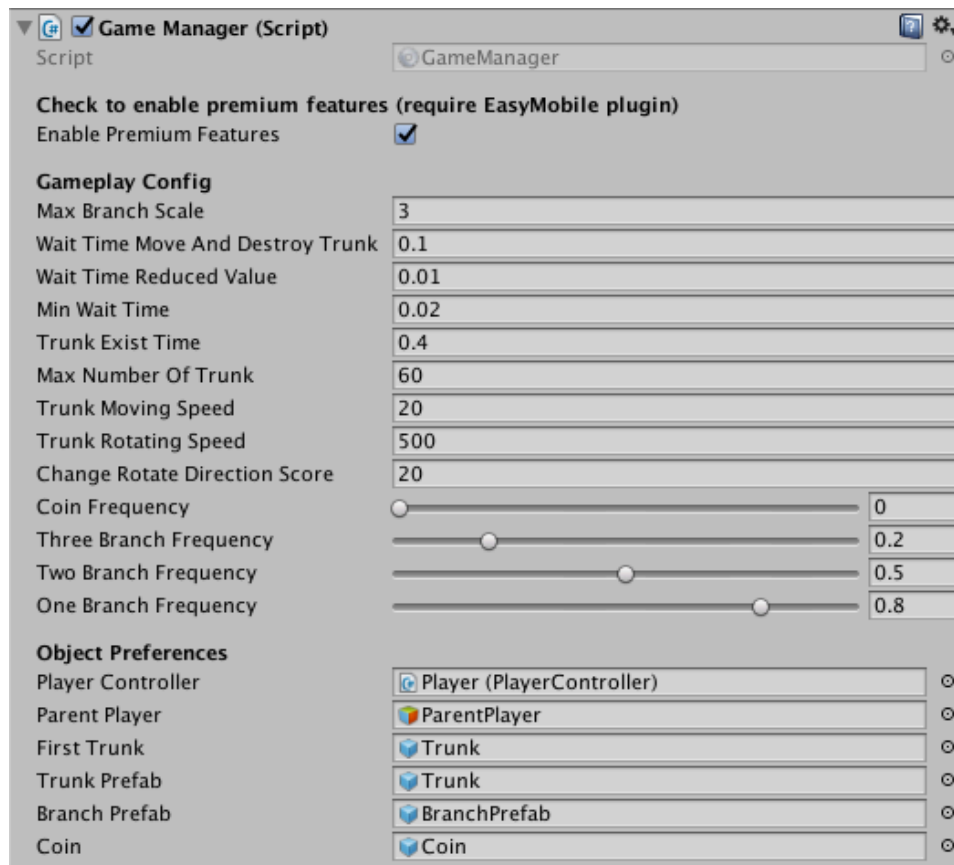 Game Manager (Script)
Script GameManager
Check to enable premium features (require EasyMobile plugin)
Enable Premium Features
Gameplay Config
Max Branch Scale 3
Wait Time Move And Destroy Trunk 0.1
Wait Time Reduced Value 0.01
Min Wait Time 0.02
Trunk Exist Time 0.4
Max Number Of Trunk 60
Trunk Moving Speed 20
Trunk Rotating Speed 500
Change Rotate Direction Score 20
Coin Frequency 0
Three Branch Frequency 0.2
Two Branch Frequency 0.5
One Branch Frequency 0.8
Object Preferences
Player Controller Player (PlayerController)
Parent Player ParentPlayer
First Trunk Trunk
Trunk Prefab Trunk
Branch Prefab BranchPrefab
Coin Coin